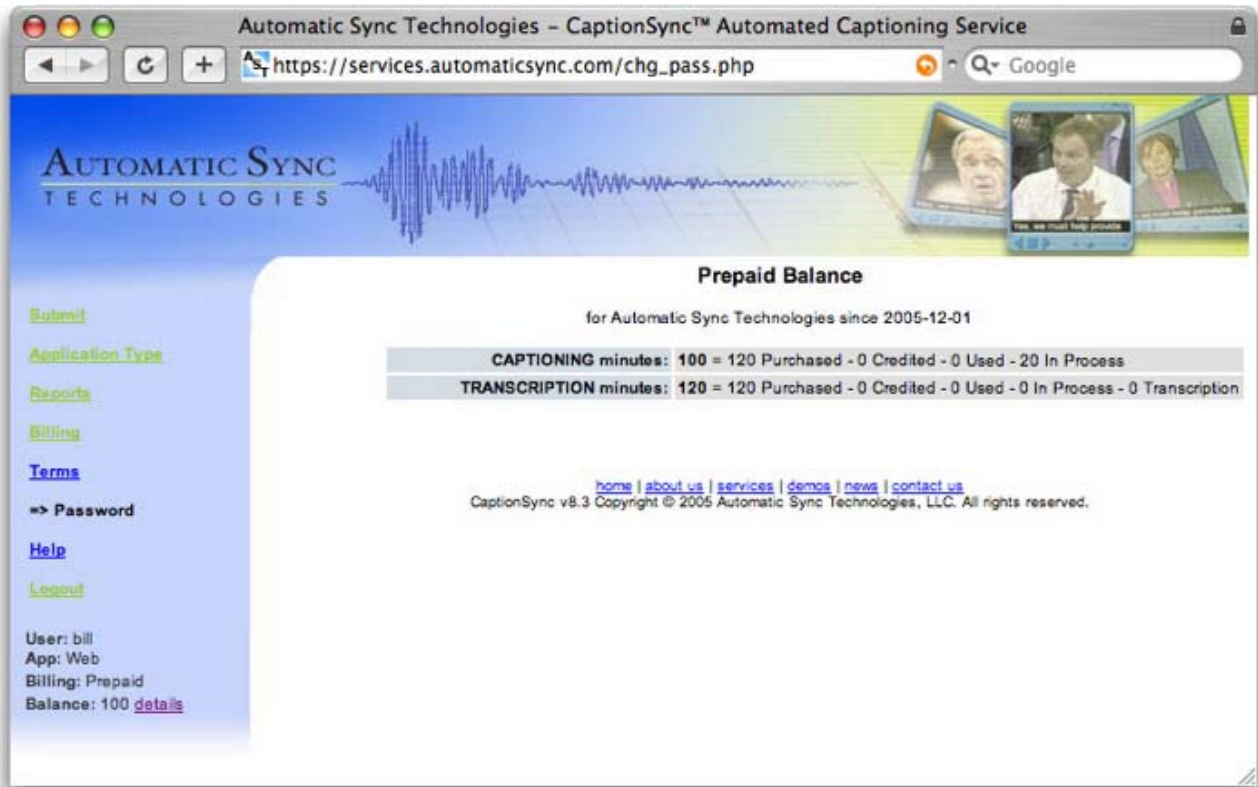 Automatic Sync Technologies – CaptionSync™ Automated Captioning Service
https://services.automaticsync.com/chg_pass.php
Google
AUTOMATIC SYNC
TECHNOLOGIES
Yes, we must help provide
must help provide
Prepaid Balance
for Automatic Sync Technologies since 2005-12-01
CAPTIONING minutes: 100 = 120 Purchased - 0 Credited - 0 Used - 20 In Process
TRANSCRIPTION minutes: 120 = 120 Purchased - 0 Credited - 0 Used - 0 In Process - 0 Transcription
Submit
Application Type
Reports
Billing
Terms
=> Password
Help
Logout
User: bill
App: Web
Billing: Prepaid
Balance: 100 details
home | about us | services | demos | news | contact us
CaptionSync v8.3 Copyright © 2005 Automatic Sync Technologies, LLC. All rights reserved.